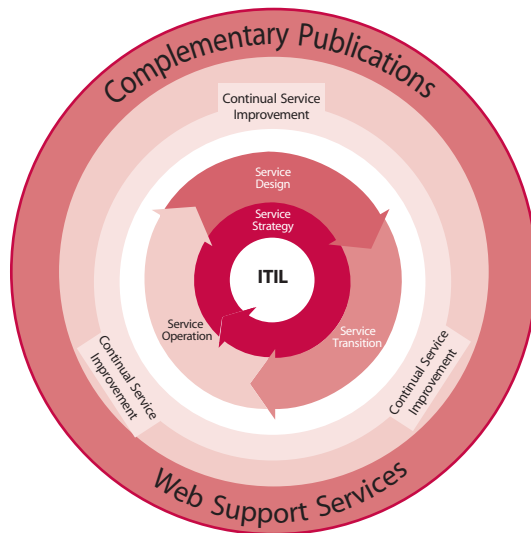 Complementary Publications
Continual Service
Improvement
Service
Design
Service
Strategy
ITIL
Service
Operation
Service
Transition
Continual Service
Improvement
Continual Service
Improvement
Web Support Services